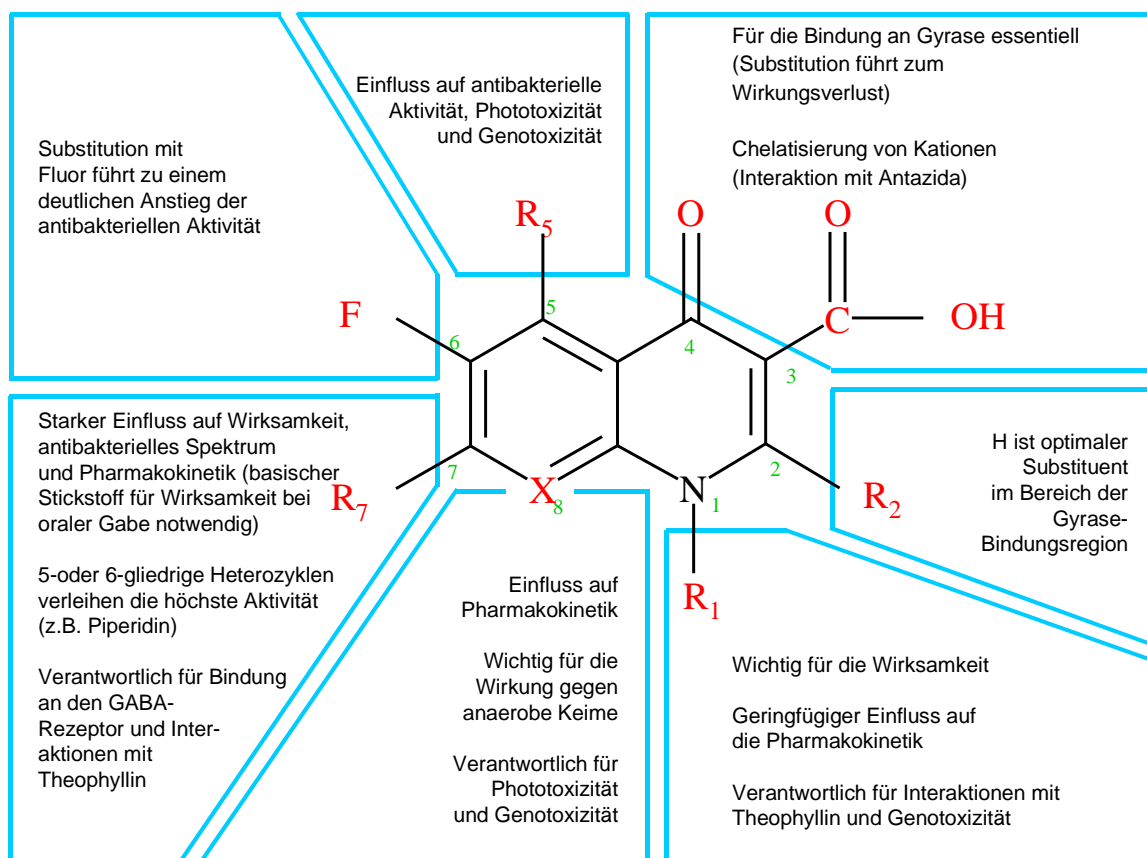 Substitution mit
Fluor führt zu einem
deutlichen Anstieg der
antibakteriellen Aktivität
Einfluss auf antibakterielle
Aktivität, Phototoxizität
und Genotoxizität
Für die Bindung an Gyrase essentiell
(Substitution führt zum
Wirkungsverlust)
Chelatisierung von Kationen
(Interaktion mit Antazida)
R5
O
O
F
C
OH
5
6
4
3
7
2
R7
X
8
N
1
R2
R1
Starker Einfluss auf Wirksamkeit,
antibakterielles Spektrum
und Pharmakokinetik (basischer
Stickstoff für Wirksamkeit bei
oraler Gabe notwendig)
5-oder 6-gliedrige Heterozyklen
verleihen die höchste Aktivität
(z.B. Piperidin)
Verantwortlich für Bindung
an den GABA-
Rezeptor und Inter-
aktionen mit
Theophyllin
Einfluss auf
Pharmakokinetik
Wichtig für die
Wirkung gegen
anaerobe Keime
Verantwortlich für
Phototoxizität
und Genotoxizität
H ist optimaler
Substituent
im Bereich der
Gyrase-
Bindungsregion
Wichtig für die Wirksamkeit
Geringfügiger Einfluss auf
die Pharmakokinetik
Verantwortlich für Interaktionen mit
Theophyllin und Genotoxizität